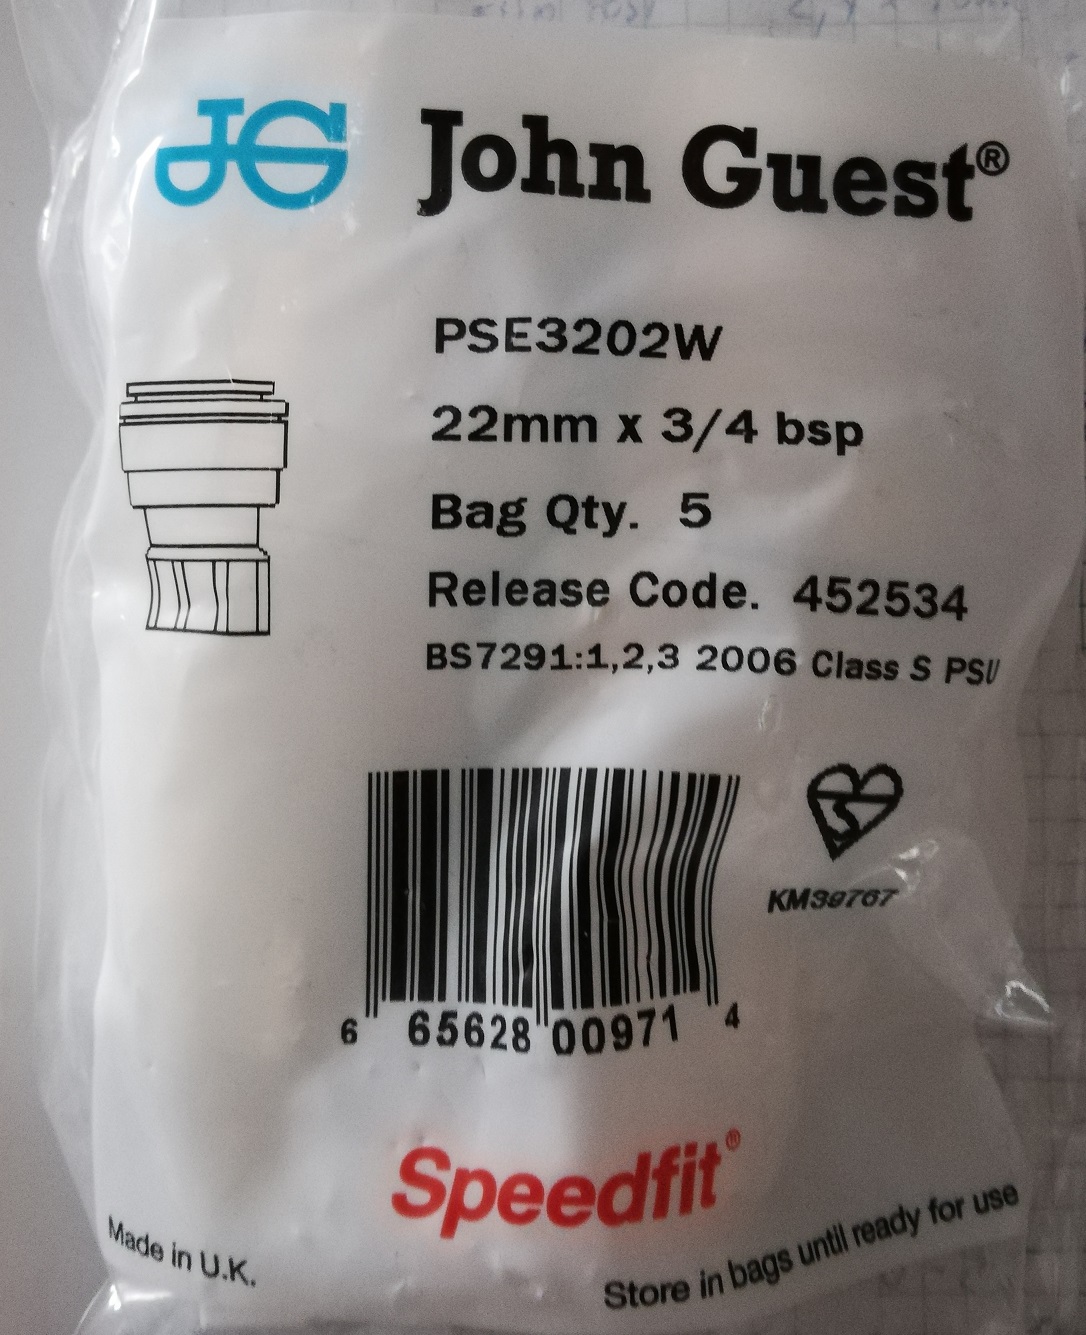 JG John Guest®
PSE3202W
22mm x 3/4 bsp
Bag Qty. 5
Release Code. 452534
BS7291:1,2,3 2006 Class S PSU
KM39767
6 65628 00971 4
Speedfit®
Made in U.K.
Store in bags until ready for use